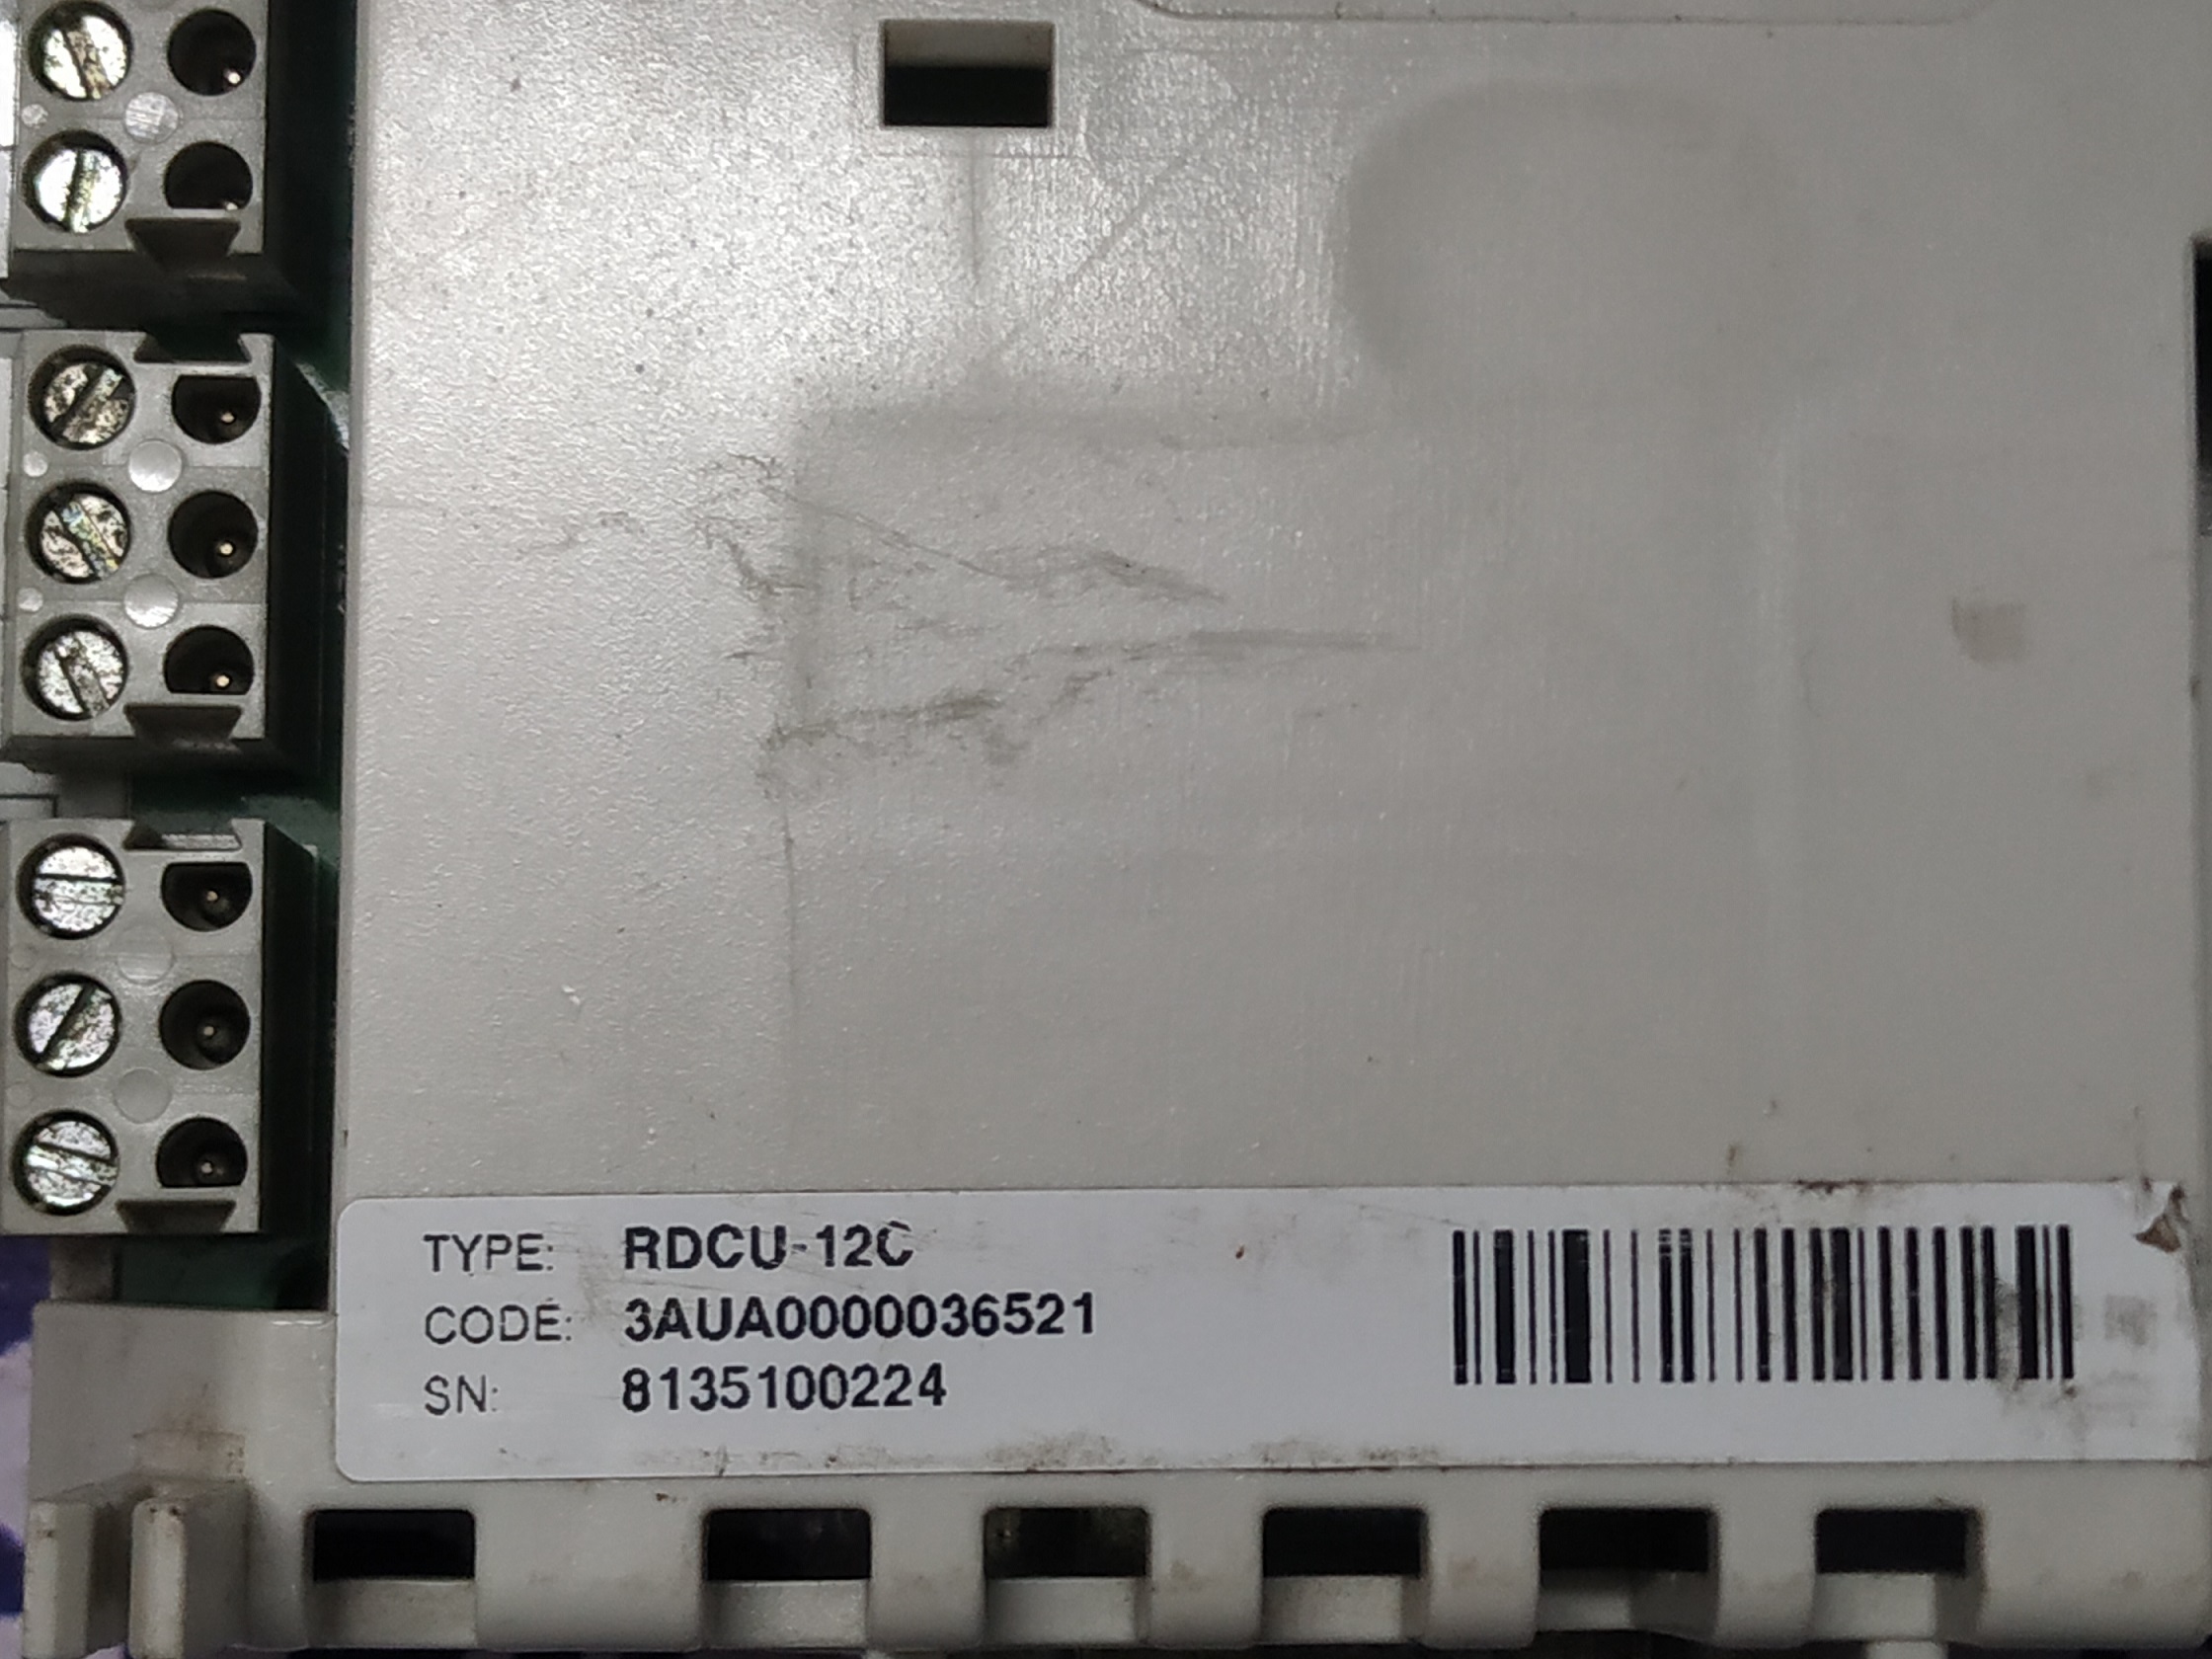 TYPE: RDCU-12C
CODE: 3AUA0000036521
SN: 8135100224